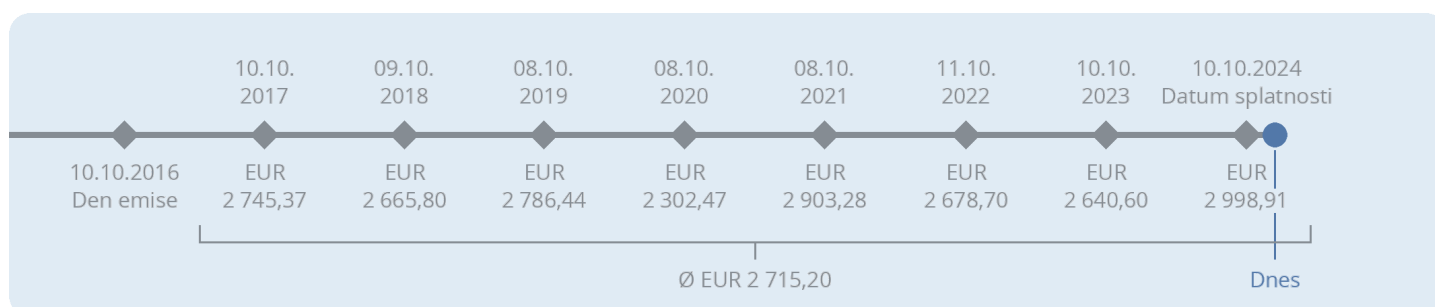 10.10.
2017
09.10.
2018
08.10.
2019
08.10.
2020
08.10.
2021
11.10.
2022
10.10.
2023
10.10.2024
Datum splatnosti
10.10.2016
Den emise
EUR
2 745,37
EUR
2 665,80
EUR
2 786,44
EUR
2 302,47
EUR
2 903,28
EUR
2 678,70
EUR
2 640,60
EUR
2 998,91
Ø EUR 2 715,20
Dnes